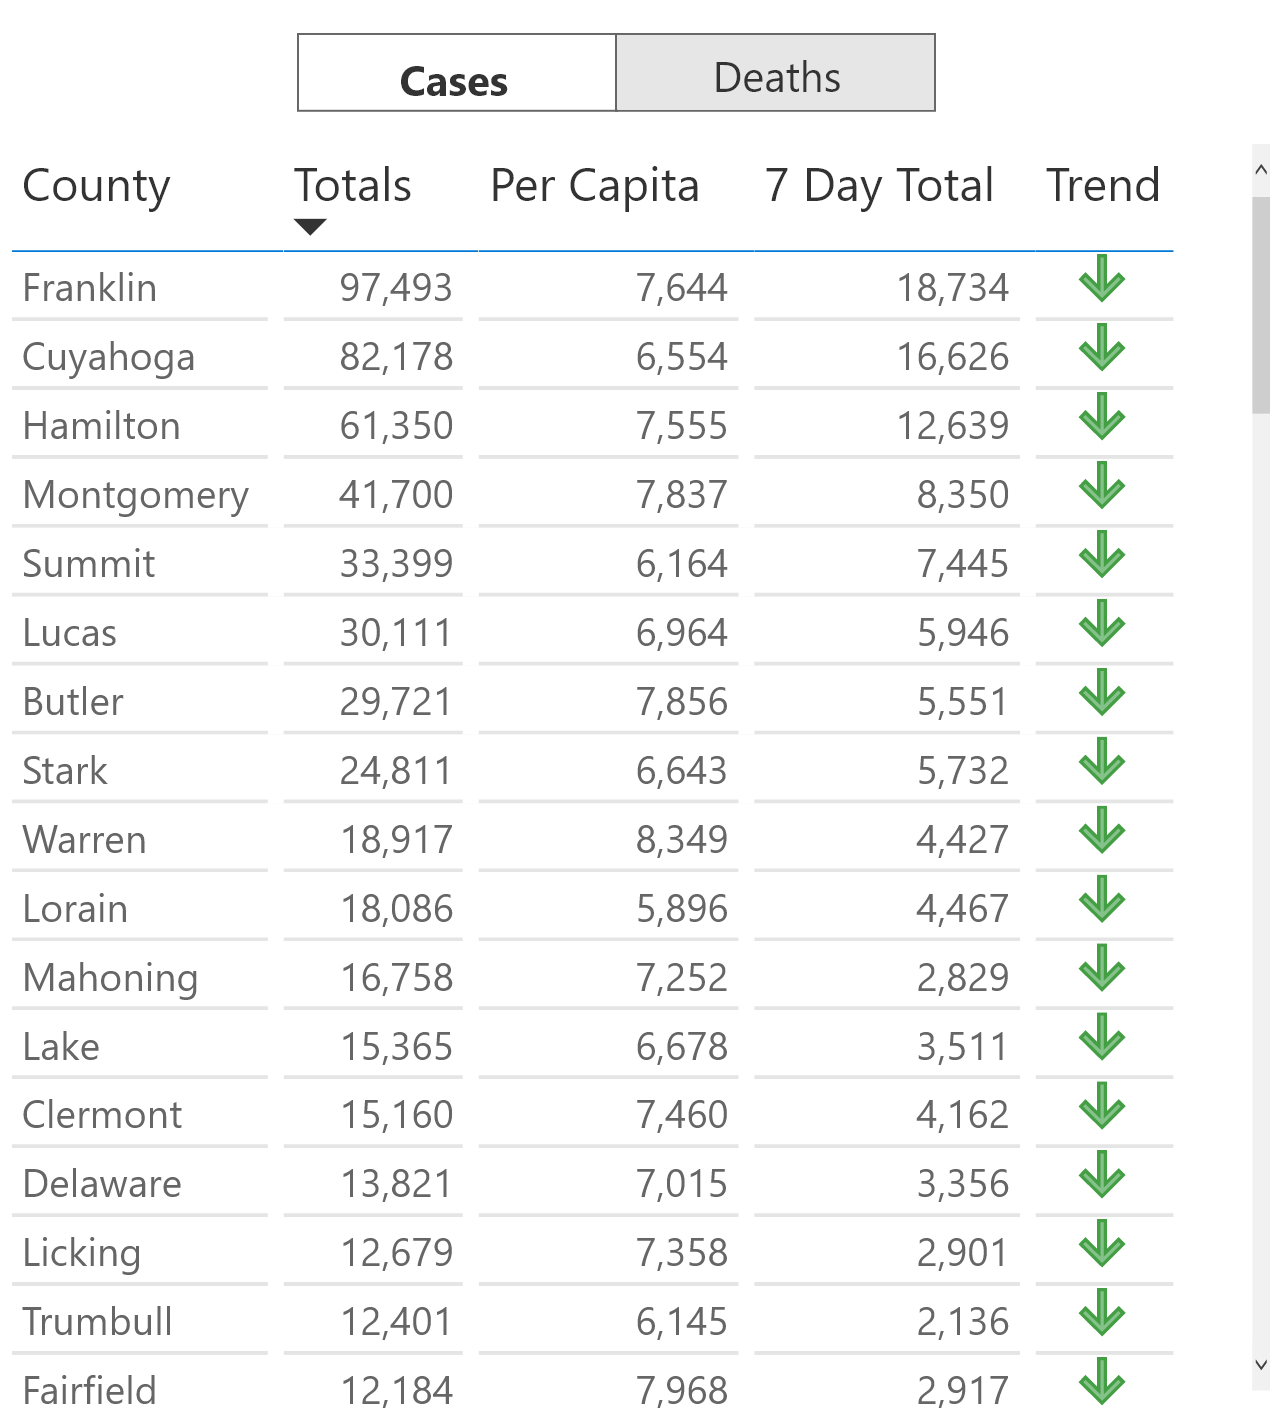 Cases Deaths
County Totals Per Capita 7 Day Total Trend
Franklin 97,493 7,644 18,734
Cuyahoga 82,178 6,554 16,626
Hamilton 61,350 7,555 12,639
Montgomery 41,700 7,837 8,350
Summit 33,399 6,164 7,445
Lucas 30,111 6,964 5,946
Butler 29,721 7,856 5,551
Stark 24,811 6,643 5,732
Warren 18,917 8,349 4,427
Lorain 18,086 5,896 4,467
Mahoning 16,758 7,252 2,829
Lake 15,365 6,678 3,511
Clermont 15,160 7,460 4,162
Delaware 13,821 7,015 3,356
Licking 12,679 7,358 2,901
Trumbull 12,401 6,145 2,136
Fairfield 12,184 7,968 2,917